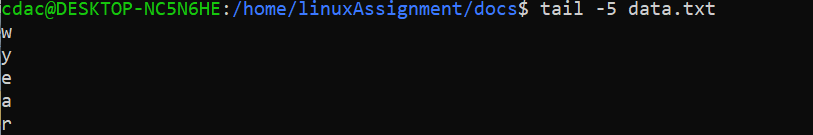 cdac@DESKTOP-NC5N6HE:/home/linuxAssignment/docs$ tail -5 data.txt
w
y
e
a
r